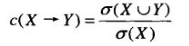 c(X → Y) = σ(X ∪ Y) / σ(X)